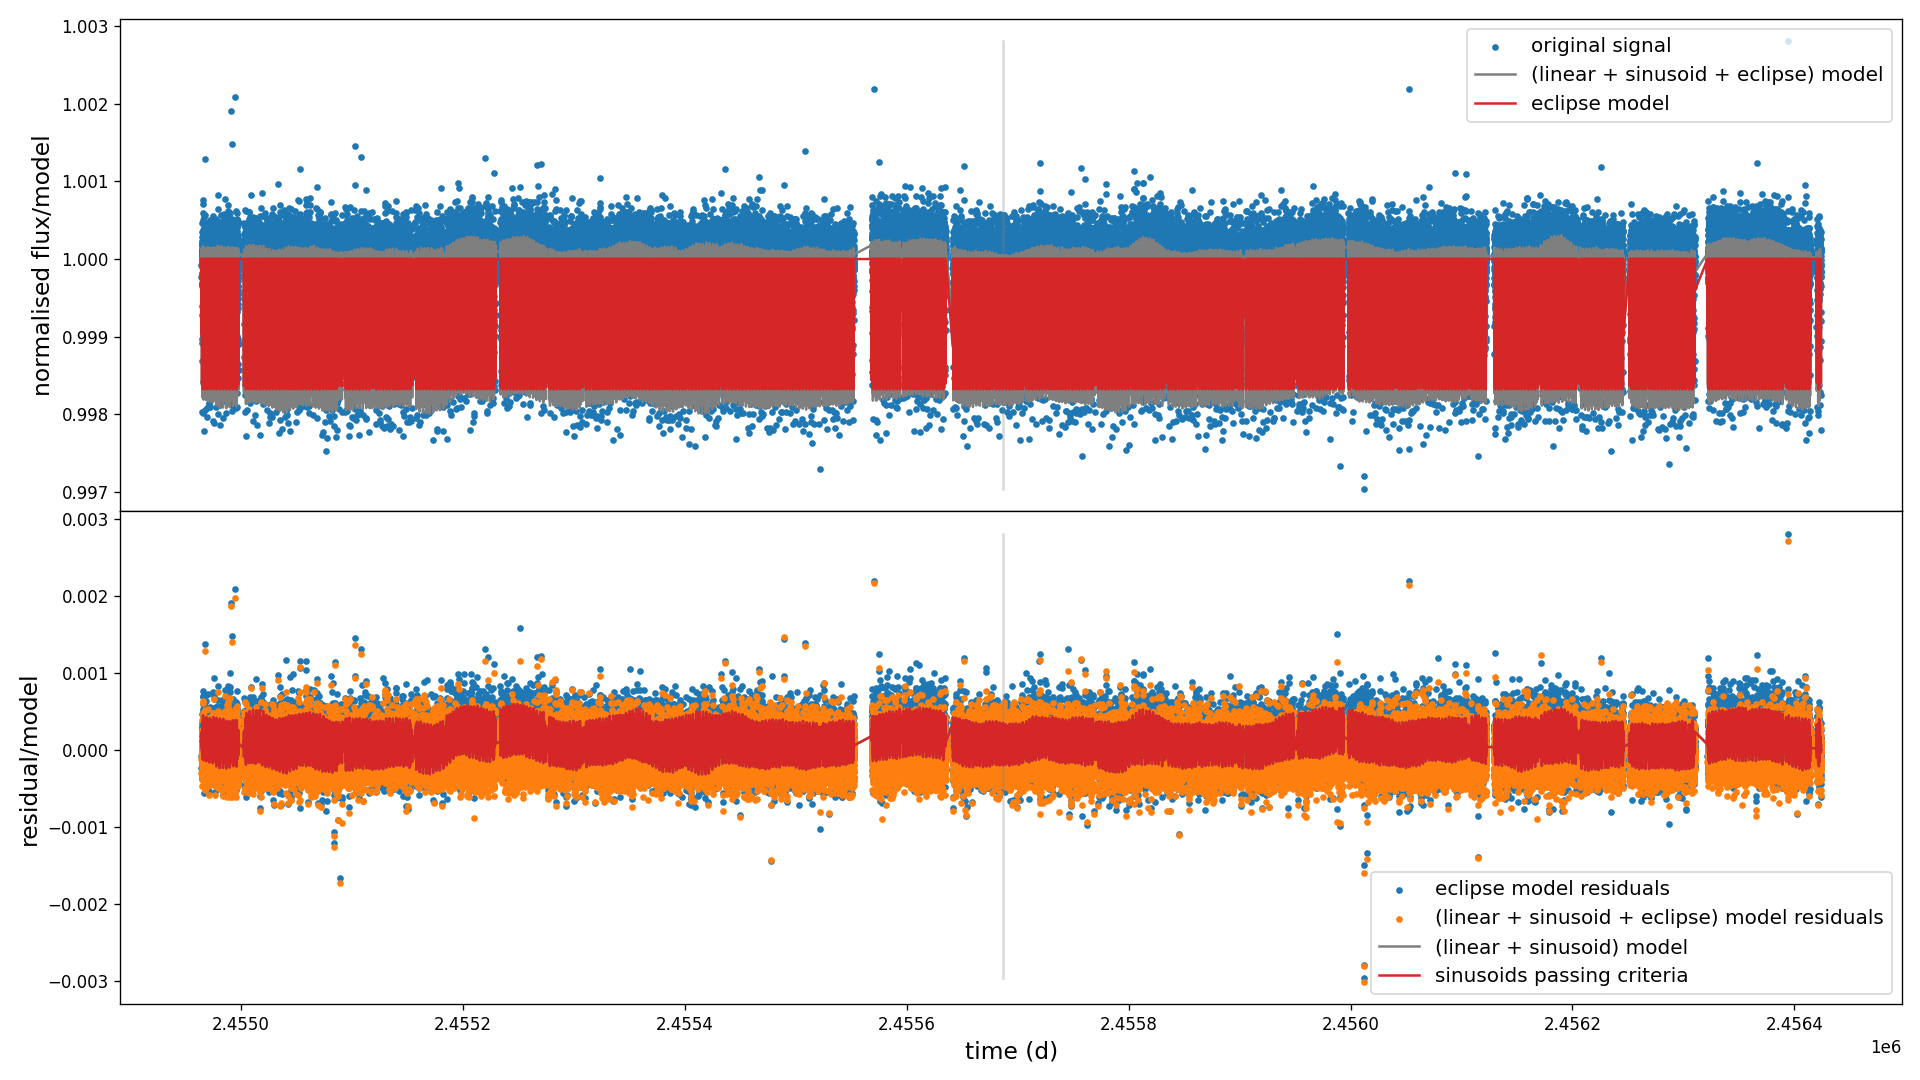 1.003
1.002
1.001
1.000
0.999
0.998
0.997
normalised flux/model
original signal
(linear + sinusoid + eclipse) model
eclipse model
0.003
0.002
0.001
0.000
−0.001
−0.002
−0.003
residual/model
eclipse model residuals
(linear + sinusoid + eclipse) model residuals
(linear + sinusoid) model
sinusoids passing criteria
2.4550
2.4552
2.4554
2.4556
2.4558
2.4560
2.4562
2.4564
1e6
time (d)